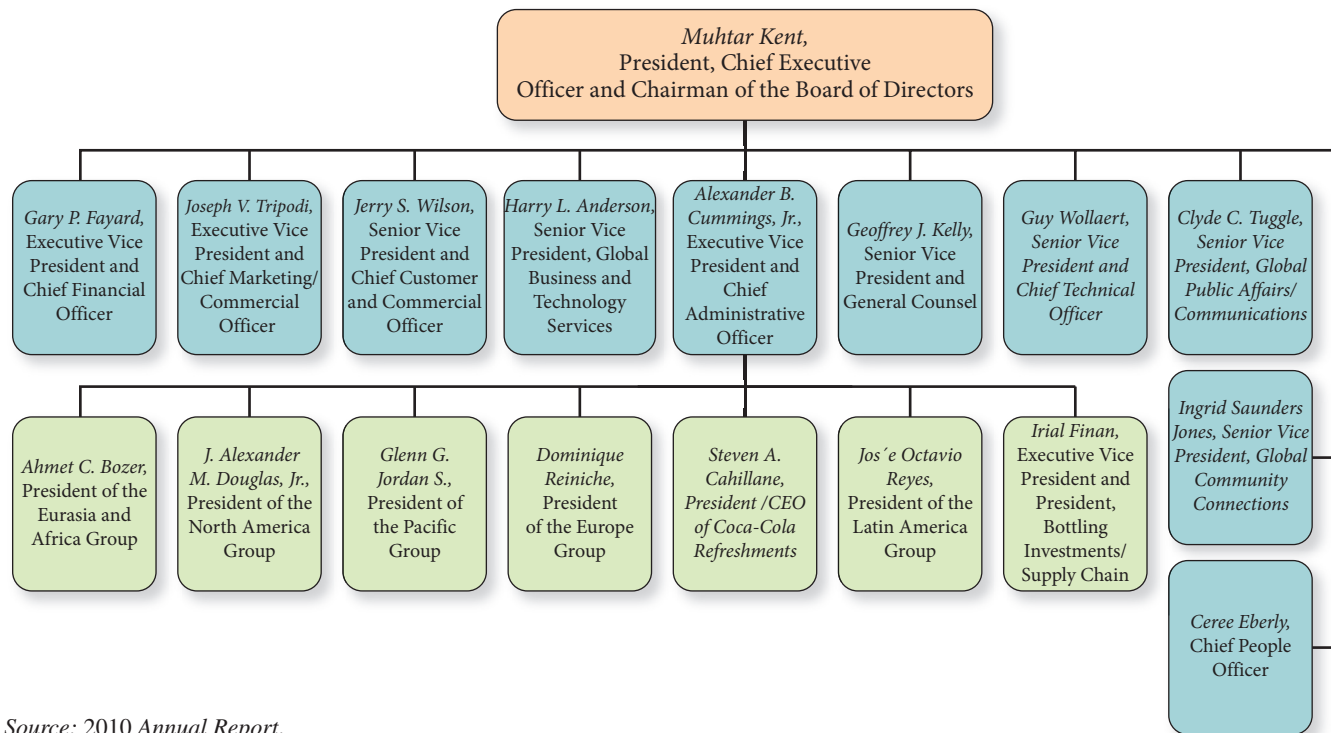 Muhtar Kent,
President, Chief Executive
Officer and Chairman of the Board of Directors
Gary P. Fayard,
Executive Vice
President and
Chief Financial
Officer
Joseph V. Tripodi,
Executive Vice
President and
Chief Marketing/
Commercial
Officer
Jerry S. Wilson,
Senior Vice
President and
Chief Customer
and Commercial
Officer
Harry L. Anderson,
Senior Vice
President, Global
Business and
Technology
Services
Alexander B.
Cummings, Jr.,
Executive Vice
President and
Chief
Administrative
Officer
Geoffrey J. Kelly,
Senior Vice
President and
General Counsel
Guy Wollaert,
Senior Vice
President and
Chief Technical
Officer
Clyde C. Tuggle,
Senior Vice
President, Global
Public Affairs/
Communications
Ahmet C. Bozer,
President of the
Eurasia and
Africa Group
J. Alexander
M. Douglas, Jr.,
President of the
North America
Group
Glenn G.
Jordan S.,
President of
the Pacific
Group
Dominique
Reiniche,
President
of the Europe
Group
Steven A.
Cahillane,
President /CEO
of Coca-Cola
Refreshments
Jos´e Octavio
Reyes,
President of the
Latin America
Group
Irial Finan,
Executive Vice
President and
President,
Bottling
Investments/
Supply Chain
Ingrid Saunders
Jones, Senior Vice
President, Global
Community
Connections
Ceree Eberly,
Chief People
Officer
Source: 2010 Annual Report.